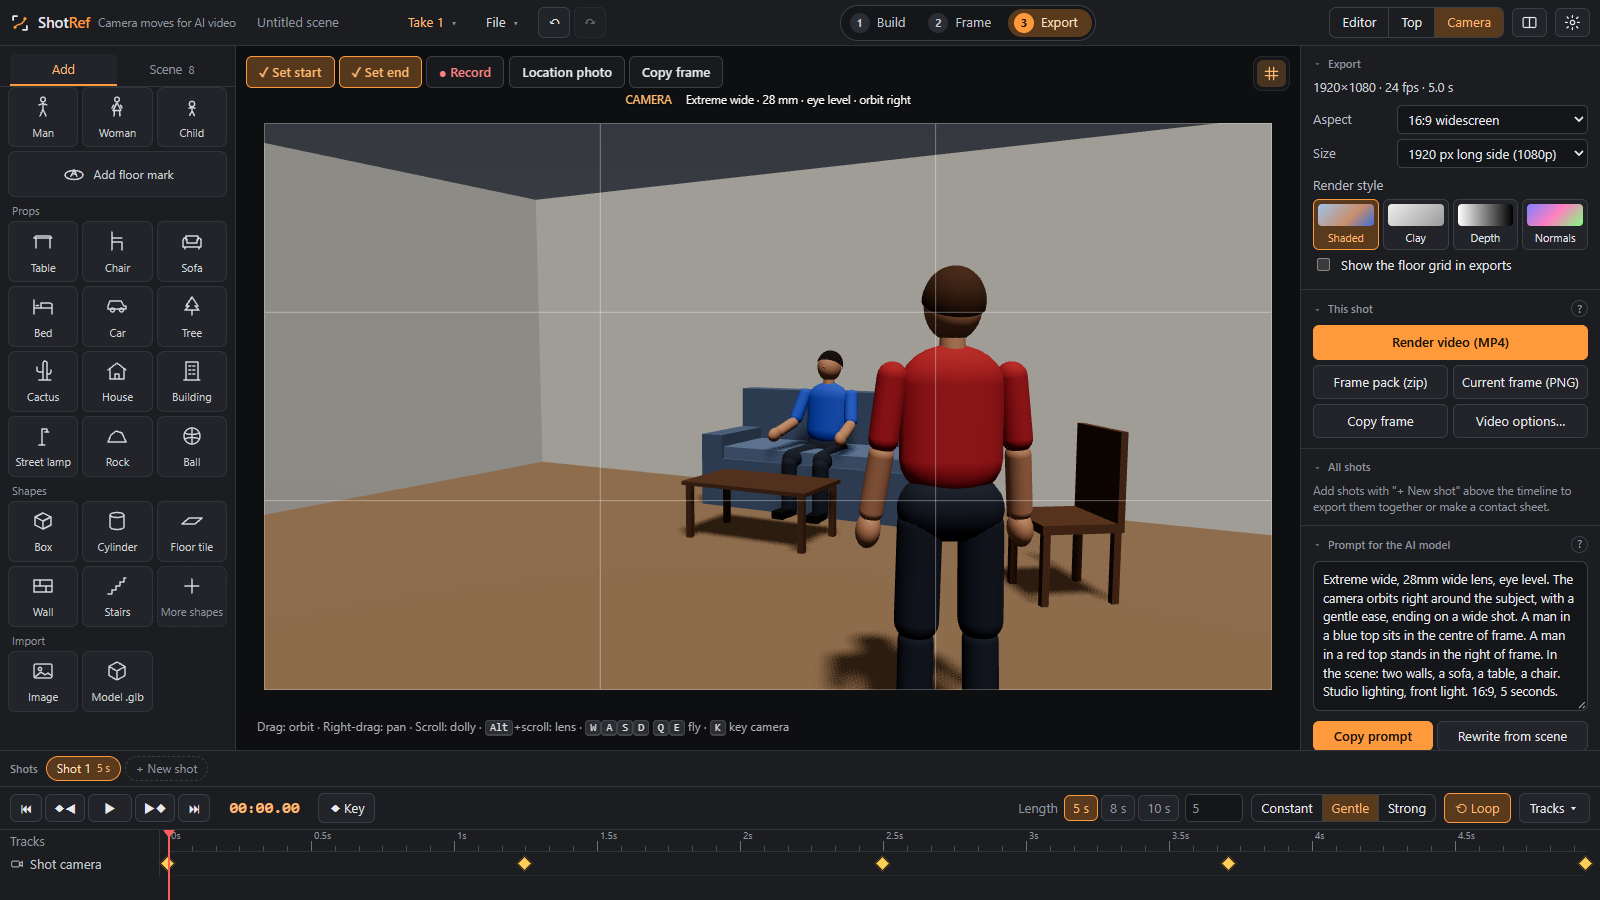 ShotRef Camera moves for AI video Untitled scene Take 1 File 1 Build 2 Frame 3 Export Editor Top Camera
Add Scene 8
Man Woman Child
Add floor mark
Props
Table Chair Sofa
Bed Car Tree
Cactus House Building
Street lamp Rock Ball
Shapes
Box Cylinder Floor tile
Wall Stairs More shapes
Import
Image Model .glb
✓ Set start ✓ Set end ● Record Location photo Copy frame
CAMERA Extreme wide · 28 mm · eye level · orbit right
Drag: orbit · Right-drag: pan · Scroll: dolly · Alt +scroll: lens · W A S D Q E fly · K key camera
Export
1920×1080 · 24 fps · 5.0 s
Aspect 16:9 widescreen
Size 1920 px long side (1080p)
Render style
Shaded Clay Depth Normals
Show the floor grid in exports
This shot ?
Render video (MP4)
Frame pack (zip) Current frame (PNG)
Copy frame Video options...
All shots
Add shots with "+ New shot" above the timeline to
export them together or make a contact sheet.
Prompt for the AI model ?
Extreme wide, 28mm wide lens, eye level. The
camera orbits right around the subject, with a
gentle ease, ending on a wide shot. A man in
a blue top sits in the centre of frame. A man
in a red top stands in the right of frame. In
the scene: two walls, a sofa, a table, a chair.
Studio lighting, front light. 16:9, 5 seconds.
Copy prompt Rewrite from scene
Shots Shot 1 5 s + New shot
00:00.00 Key Length 5 s 8 s 10 s 5 Constant Gentle Strong Loop Tracks
Tracks 0s 0.5s 1s 1.5s 2s 2.5s 3s 3.5s 4s 4.5s
Shot camera